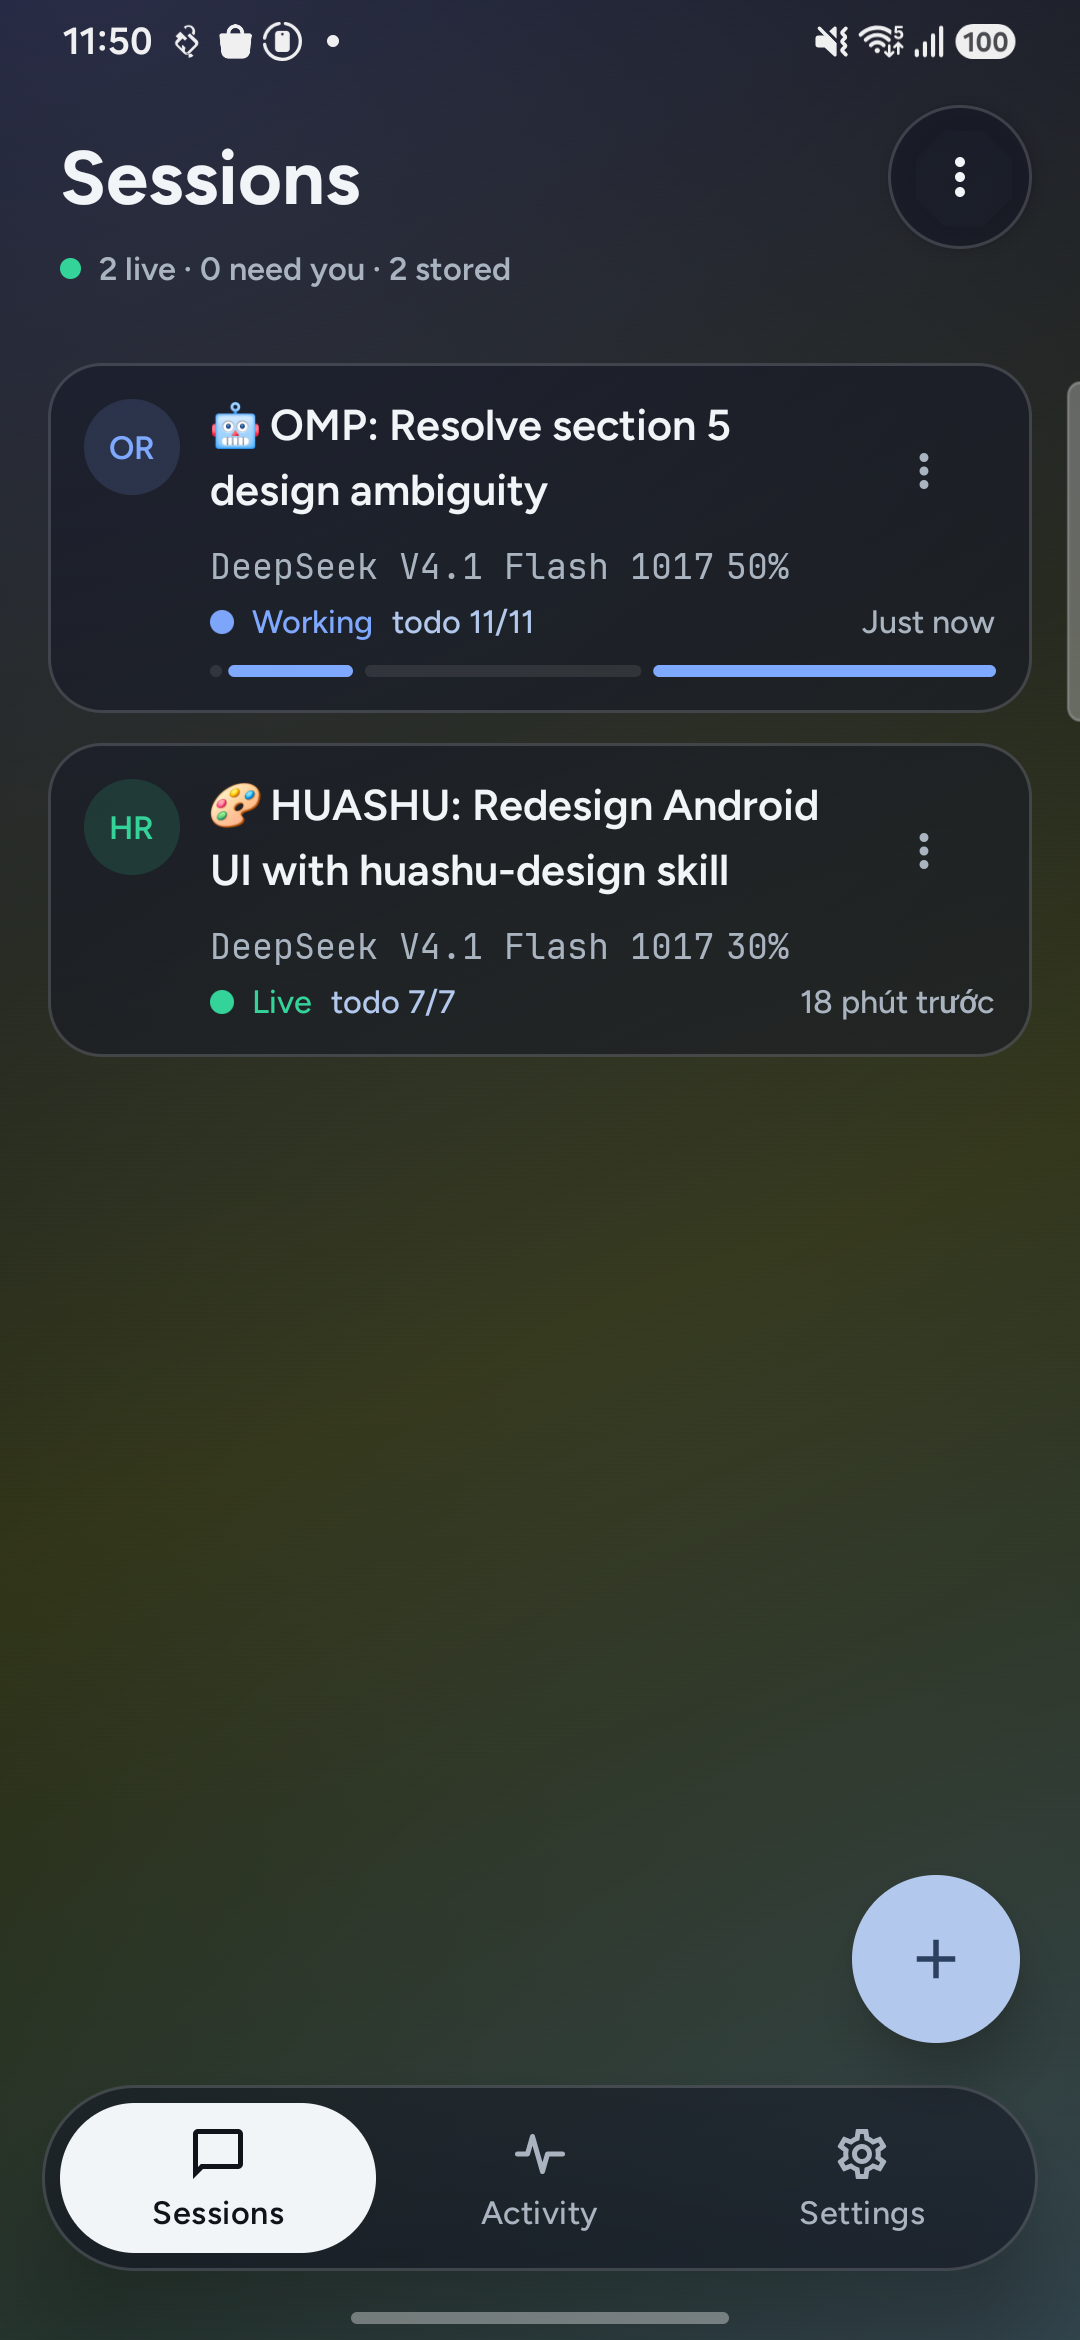 11:50
5
100
Sessions
2 live · 0 need you · 2 stored
OR
🤖 OMP: Resolve section 5
design ambiguity
DeepSeek V4.1 Flash 1017 50%
Working todo 11/11
Just now
HR
🎨 HUASHU: Redesign Android
UI with huashu-design skill
DeepSeek V4.1 Flash 1017 30%
Live todo 7/7
18 phút trước
Sessions
Activity
Settings